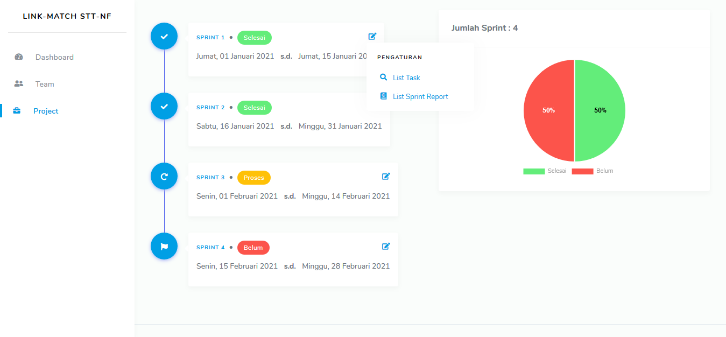 LINK-MATCH STT-NF
Dashboard
Team
Project
SPRINT 1 • Selesai
Jumat, 01 Januari 2021 s.d. Jumat, 15 Januari 20
PENGATURAN
List Task
List Sprint Report
SPRINT 2 • Selesai
Sabtu, 16 Januari 2021 s.d. Minggu, 31 Januari 2021
SPRINT 3 • Proses
Senin, 01 Februari 2021 s.d. Minggu, 14 Februari 2021
SPRINT 4 • Belum
Senin, 15 Februari 2021 s.d. Minggu, 28 Februari 2021
Jumlah Sprint : 4
50% 50%
Selesai Belum